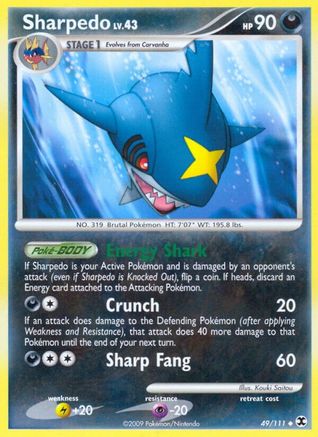 Sharpedo LV.43 HP 90
STAGE 1 Evolves from Carvanha
NO. 319 Brutal Pokémon HT: 7'07" WT: 195.8 lbs.
Poké-BODY Energy Shark
If Sharpedo is your Active Pokémon and is damaged by an opponent's
attack (even if Sharpedo is Knocked Out), flip a coin. If heads, discard an
Energy card attached to the Attacking Pokémon.
Crunch 20
If an attack does damage to the Defending Pokémon (after applying
Weakness and Resistance), that attack does 40 more damage to that
Pokémon until the end of your next turn.
Sharp Fang 60
Illus. Kouki Saitou
weakness resistance retreat cost
+20 -20
©2009 Pokémon/Nintendo 49/111